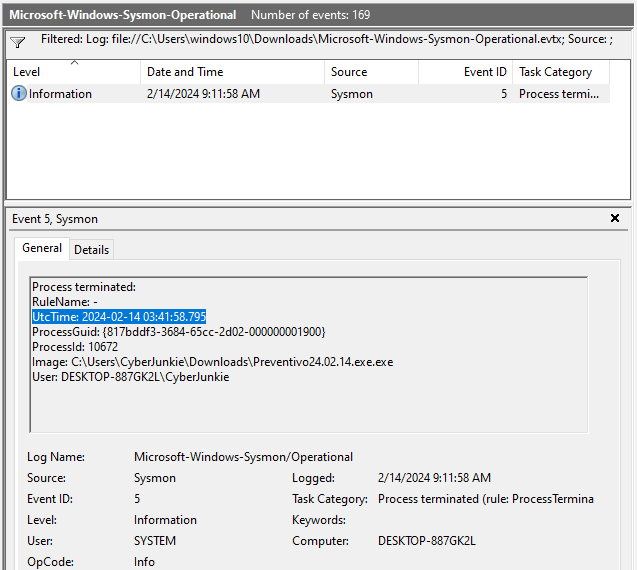 Microsoft-Windows-Sysmon-Operational Number of events: 169
Filtered: Log: file://C:\Users\windows10\Downloads\Microsoft-Windows-Sysmon-Operational.evtx; Source: ;
Level Date and Time Source Event ID Task Category
Information 2/14/2024 9:11:58 AM Sysmon 5 Process termi...
Event 5, Sysmon
General Details
Process terminated:
RuleName: -
UtcTime: 2024-02-14 03:41:58.795
ProcessGuid: {817bddf3-3684-65cc-2d02-000000001900}
ProcessId: 10672
Image: C:\Users\CyberJunkie\Downloads\Preventivo24.02.14.exe.exe
User: DESKTOP-887GK2L\CyberJunkie
Log Name: Microsoft-Windows-Sysmon/Operational
Source: Sysmon Logged: 2/14/2024 9:11:58 AM
Event ID: 5 Task Category: Process terminated (rule: ProcessTermina
Level: Information Keywords:
User: SYSTEM Computer: DESKTOP-887GK2L
OpCode: Info